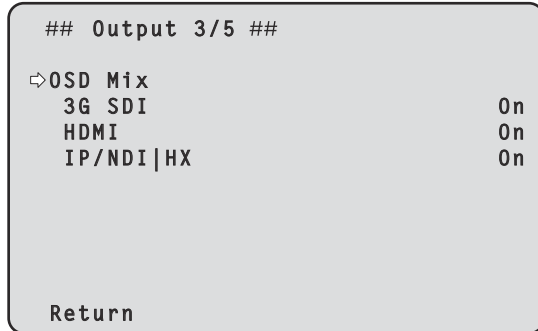 ## Output 3/5 ##
⇨OSD Mix
3G SDI On
HDMI On
IP/NDI|HX On
Return